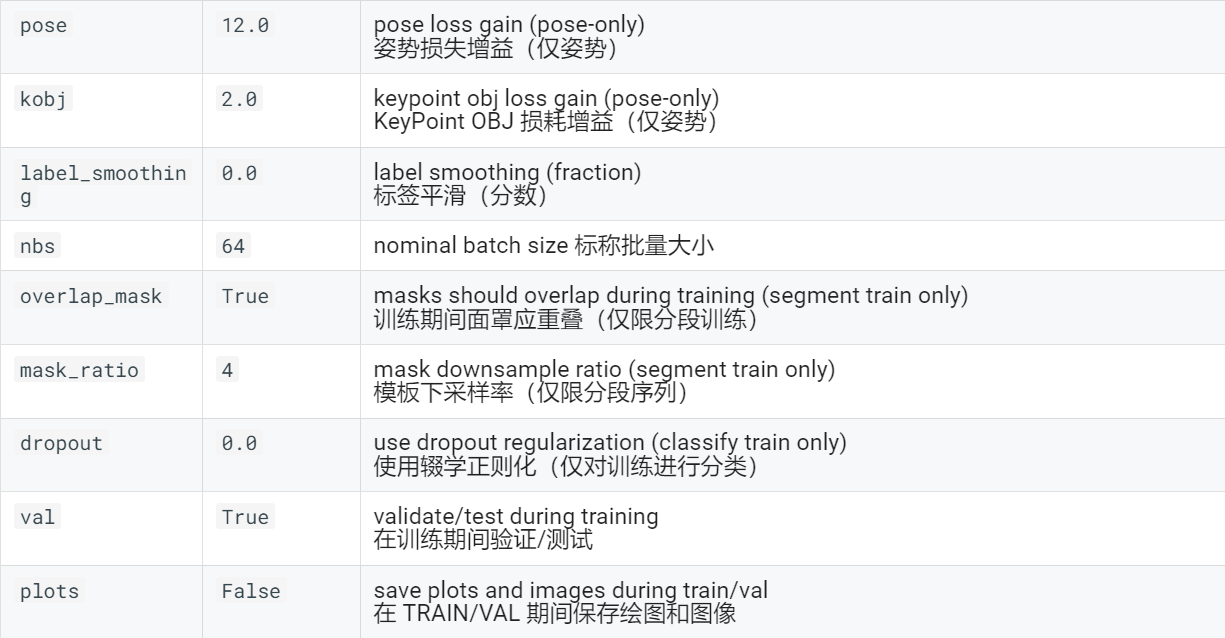 pose 12.0 pose loss gain (pose-only)
姿势损失增益（仅姿势）
kobj 2.0 keypoint obj loss gain (pose-only)
KeyPoint OBJ 损耗增益（仅姿势）
label_smoothin 0.0 label smoothing (fraction)
g 标签平滑（分数）
nbs 64 nominal batch size 标称批量大小
overlap_mask True masks should overlap during training (segment train only)
训练期间面罩应重叠（仅限分段训练）
mask_ratio 4 mask downsample ratio (segment train only)
模板下采样率（仅限分段序列）
dropout 0.0 use dropout regularization (classify train only)
使用辍学正则化（仅对训练进行分类）
val True validate/test during training
在训练期间验证/测试
plots False save plots and images during train/val
在 TRAIN/VAL 期间保存绘图和图像